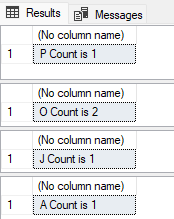 Results Messages
(No column name)
1 P Count is 1
(No column name)
1 O Count is 2
(No column name)
1 J Count is 1
(No column name)
1 A Count is 1